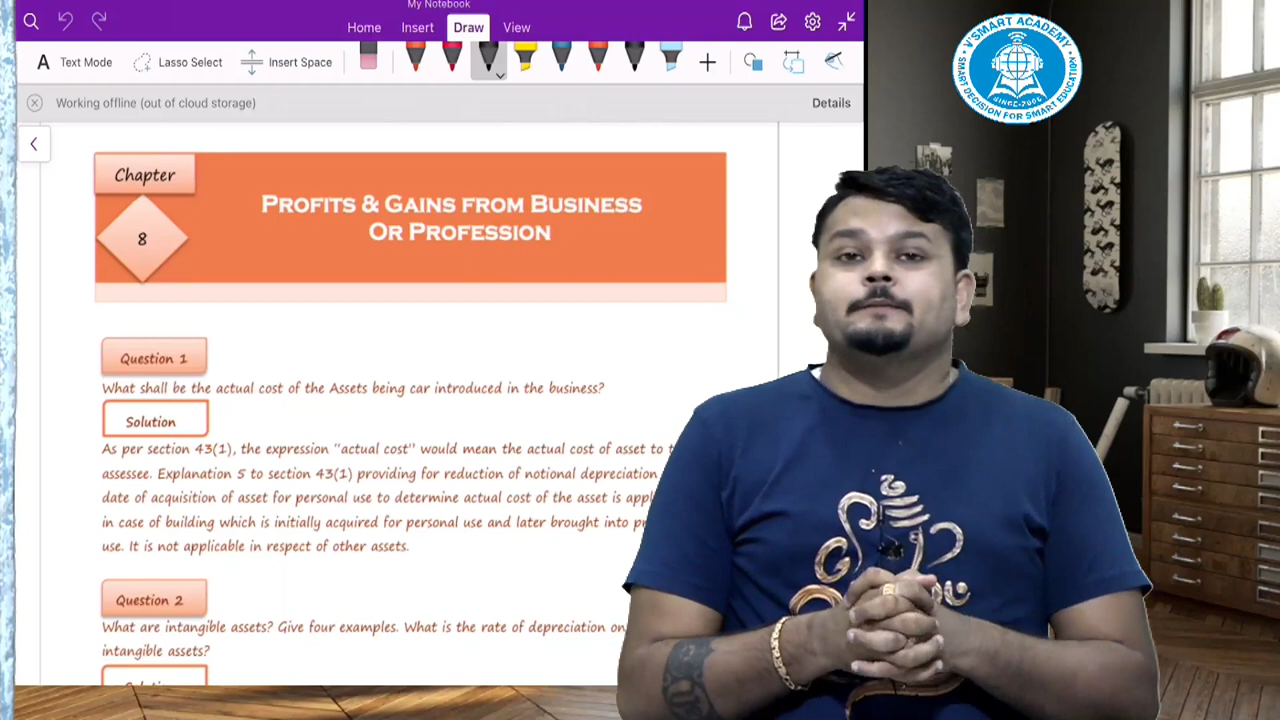 My Notebook
Home Insert Draw View
Text Mode Lasso Select Insert Space
Working offline (out of cloud storage) Details
V'SMART ACADEMY
SMART DECISION FOR SMART EDUCATION
Chapter
8
PROFITS & GAINS FROM BUSINESS
OR PROFESSION
Question 1
What shall be the actual cost of the Assets being car introduced in the business?
Solution
As per section 43(1), the expression "actual cost" would mean the actual cost of asset to
assessee. Explanation 5 to section 43(1) providing for reduction of notional depreciation
date of acquisition of asset for personal use to determine actual cost of the asset is
in case of building which is initially acquired for personal use and later brought into
use. It is not applicable in respect of other assets.
Question 2
What are intangible assets? Give four examples. What is the rate of depreciation on
intangible assets?